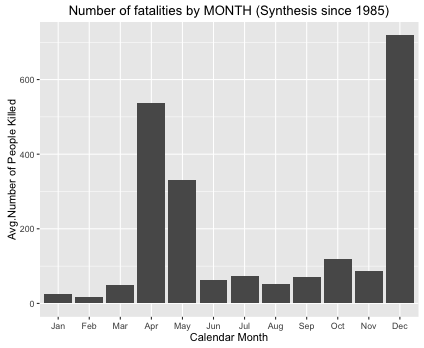 Number of fatalities by MONTH (Synthesis since 1985)
Avg.Number of People Killed
600
400
200
0
Jan Feb Mar Apr May Jun Jul Aug Sep Oct Nov Dec
Calendar Month